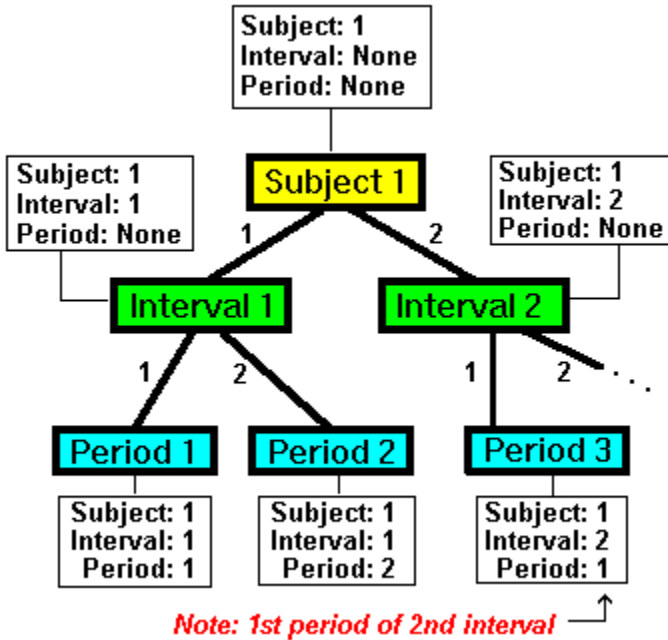 Subject: 1
Interval: None
Period: None
Subject: 1
Interval: 1
Period: None
Subject 1
Subject: 1
Interval: 2
Period: None
1
2
Interval 1
Interval 2
1
2
1
2
. . .
Period 1
Period 2
Period 3
Subject: 1
Interval: 1
Period: 1
Subject: 1
Interval: 1
Period: 2
Subject: 1
Interval: 2
Period: 1
Note: 1st period of 2nd interval